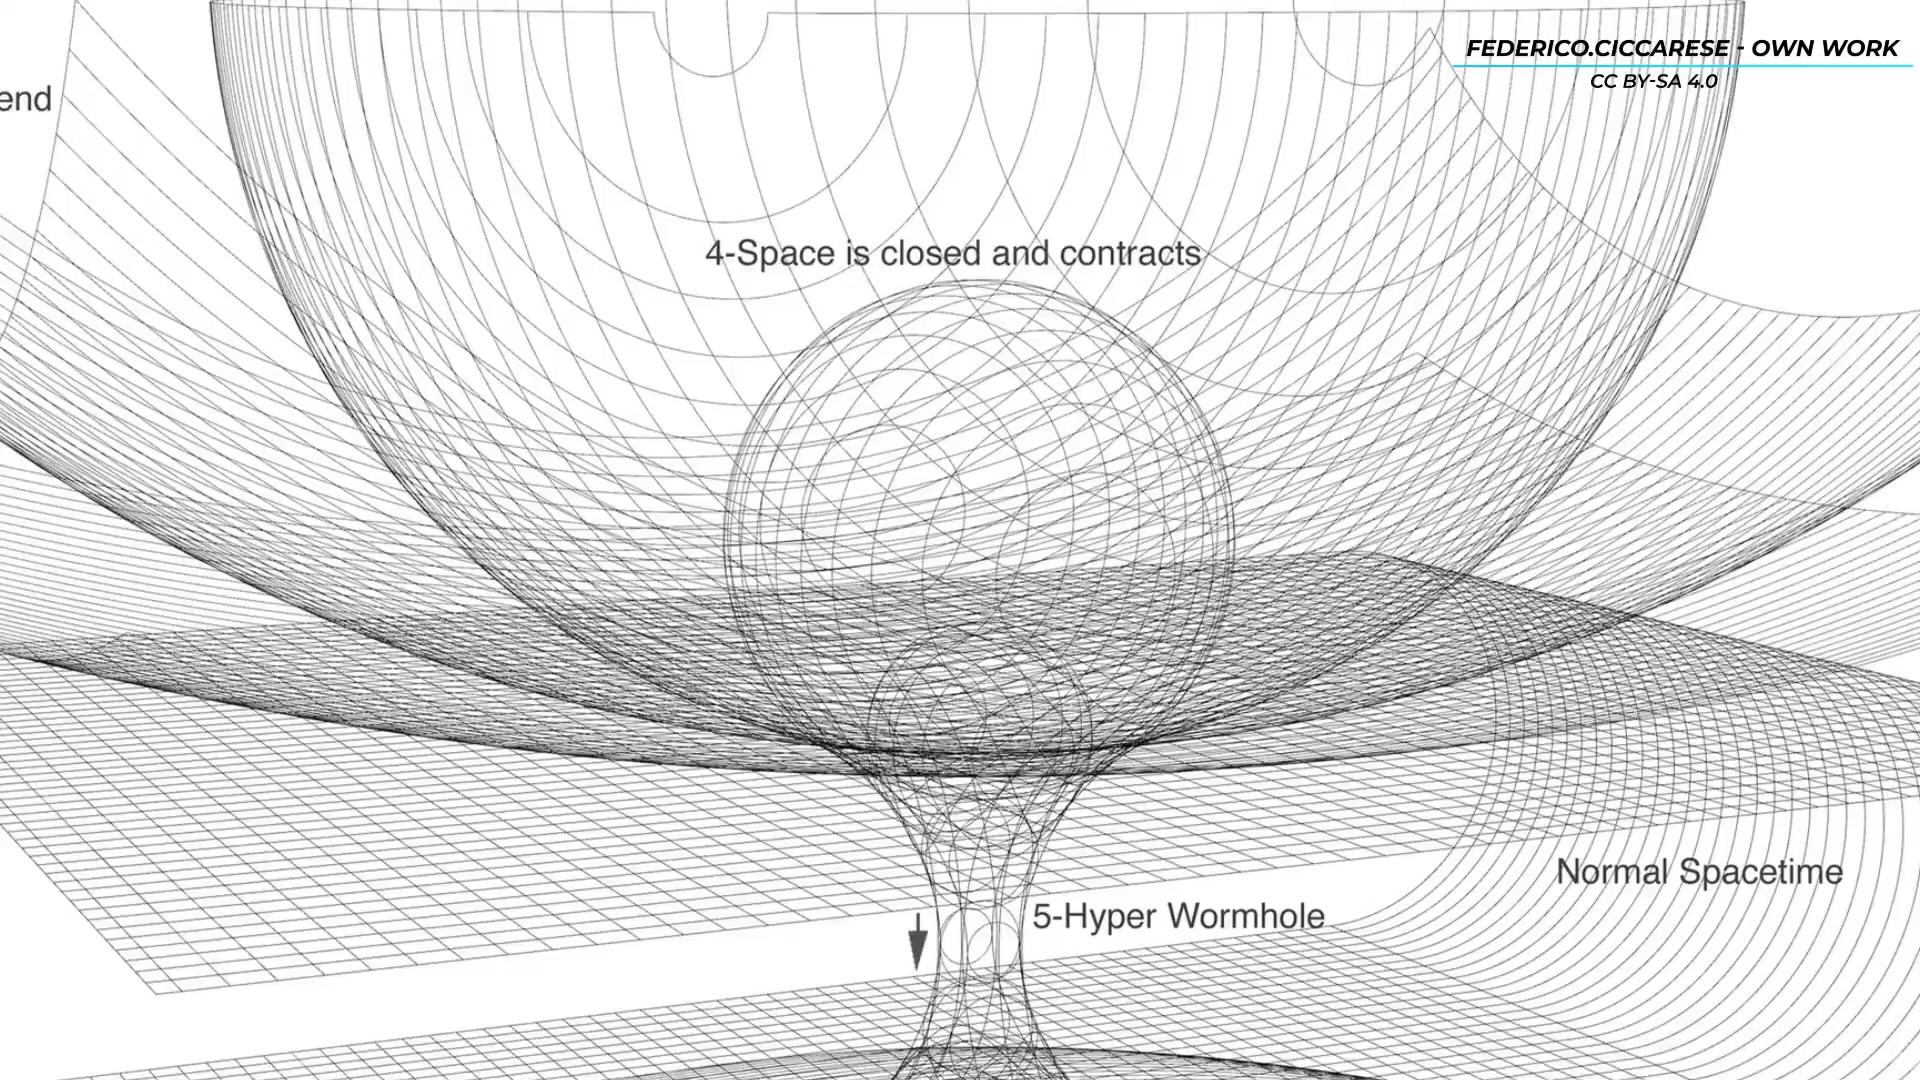 FEDERICO.CICCARESE - OWN WORK
CC BY-SA 4.0
end
4-Space is closed and contracts
Normal Spacetime
5-Hyper Wormhole